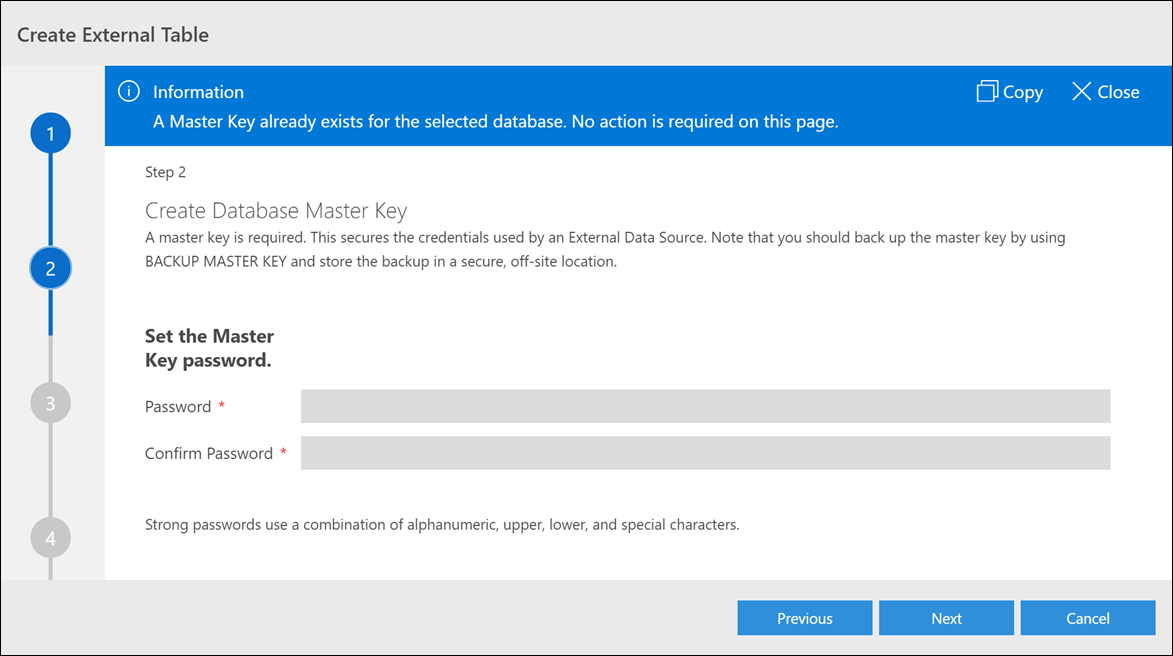 Create External Table
Information
Copy
Close
A Master Key already exists for the selected database. No action is required on this page.
1
2
3
4
Step 2
Create Database Master Key
A master key is required. This secures the credentials used by an External Data Source. Note that you should back up the master key by using
BACKUP MASTER KEY and store the backup in a secure, off-site location.
Set the Master
Key password.
Password *
Confirm Password *
Strong passwords use a combination of alphanumeric, upper, lower, and special characters.
Previous
Next
Cancel